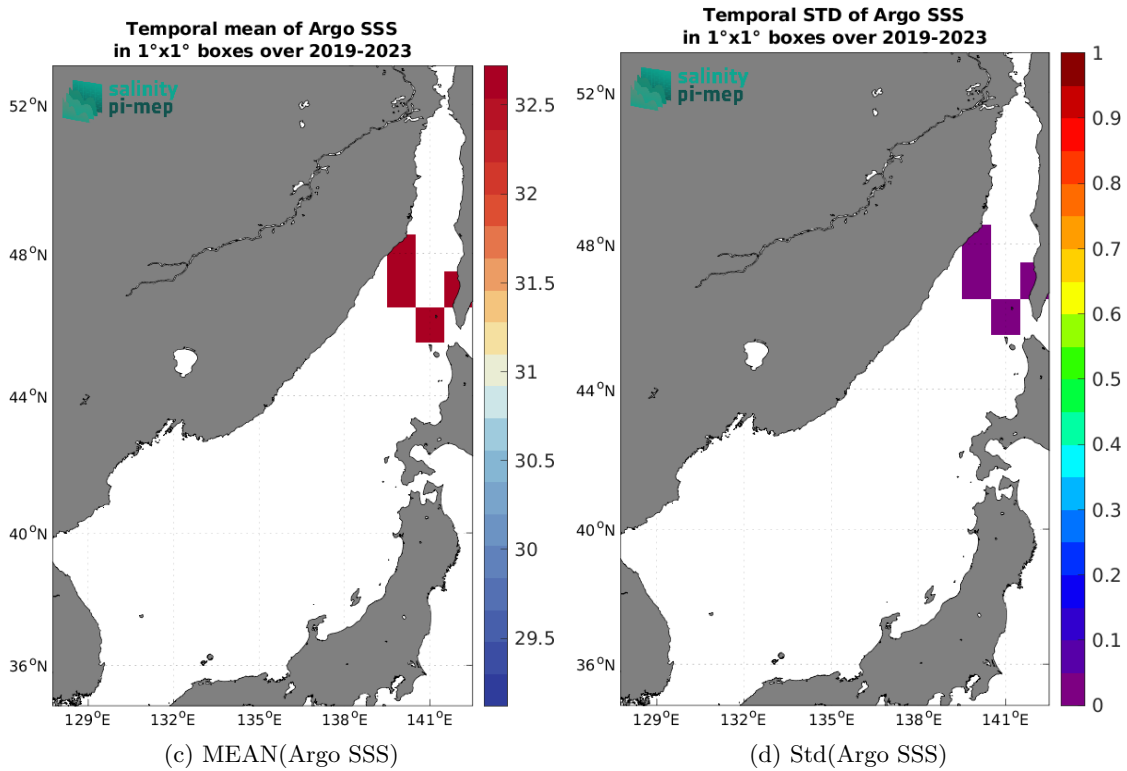 Temporal mean of Argo SSS
in 1°x1° boxes over 2019-2023
salinity
pi-mep
52°N
48°N
44°N
40°N
36°N
129°E
132°E
135°E
138°E
141°E
32.5
32
31.5
31
30.5
30
29.5
(c) MEAN(Argo SSS)
Temporal STD of Argo SSS
in 1°x1° boxes over 2019-2023
salinity
pi-mep
52°N
48°N
44°N
40°N
36°N
129°E
132°E
135°E
138°E
141°E
1
0.9
0.8
0.7
0.6
0.5
0.4
0.3
0.2
0.1
0
(d) Std(Argo SSS)